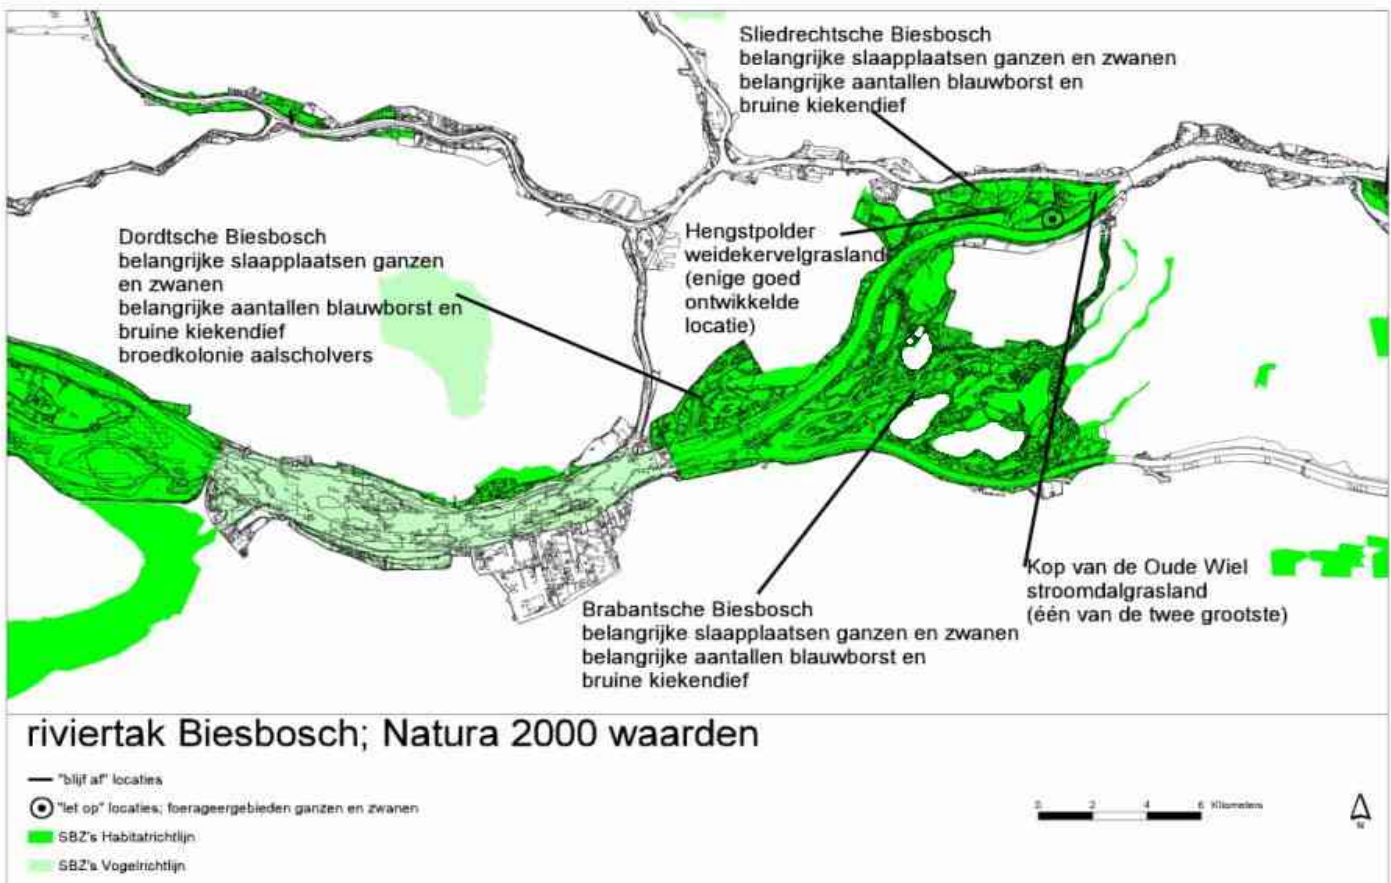 Sliedrechtsche Biesbosch
belangrijke slaapplaatsen ganzen en zwanen
belangrijke aantallen blauwborst en
bruine kiekendief
Dordtsche Biesbosch
belangrijke slaapplaatsen ganzen
en zwanen
belangrijke aantallen blauwborst en
bruine kiekendief
broedkolonie aalscholvers
Hengstpolder
weidekervelgrasland
(enige goed
ontwikkelde
locatie)
Kop van de Oude Wiel
stroomdalgrasland
(één van de twee grootste)
Brabantsche Biesbosch
belangrijke slaapplaatsen ganzen en zwanen
belangrijke aantallen blauwborst en
bruine kiekendief
riviertak Biesbosch; Natura 2000 waarden
"blijf af" locaties
"let op" locaties; foerageergebieden ganzen en zwanen
SBZ's Habitatrichtlijn
SBZ's Vogelrichtlijn
0 2 4 6 Kilometers
N